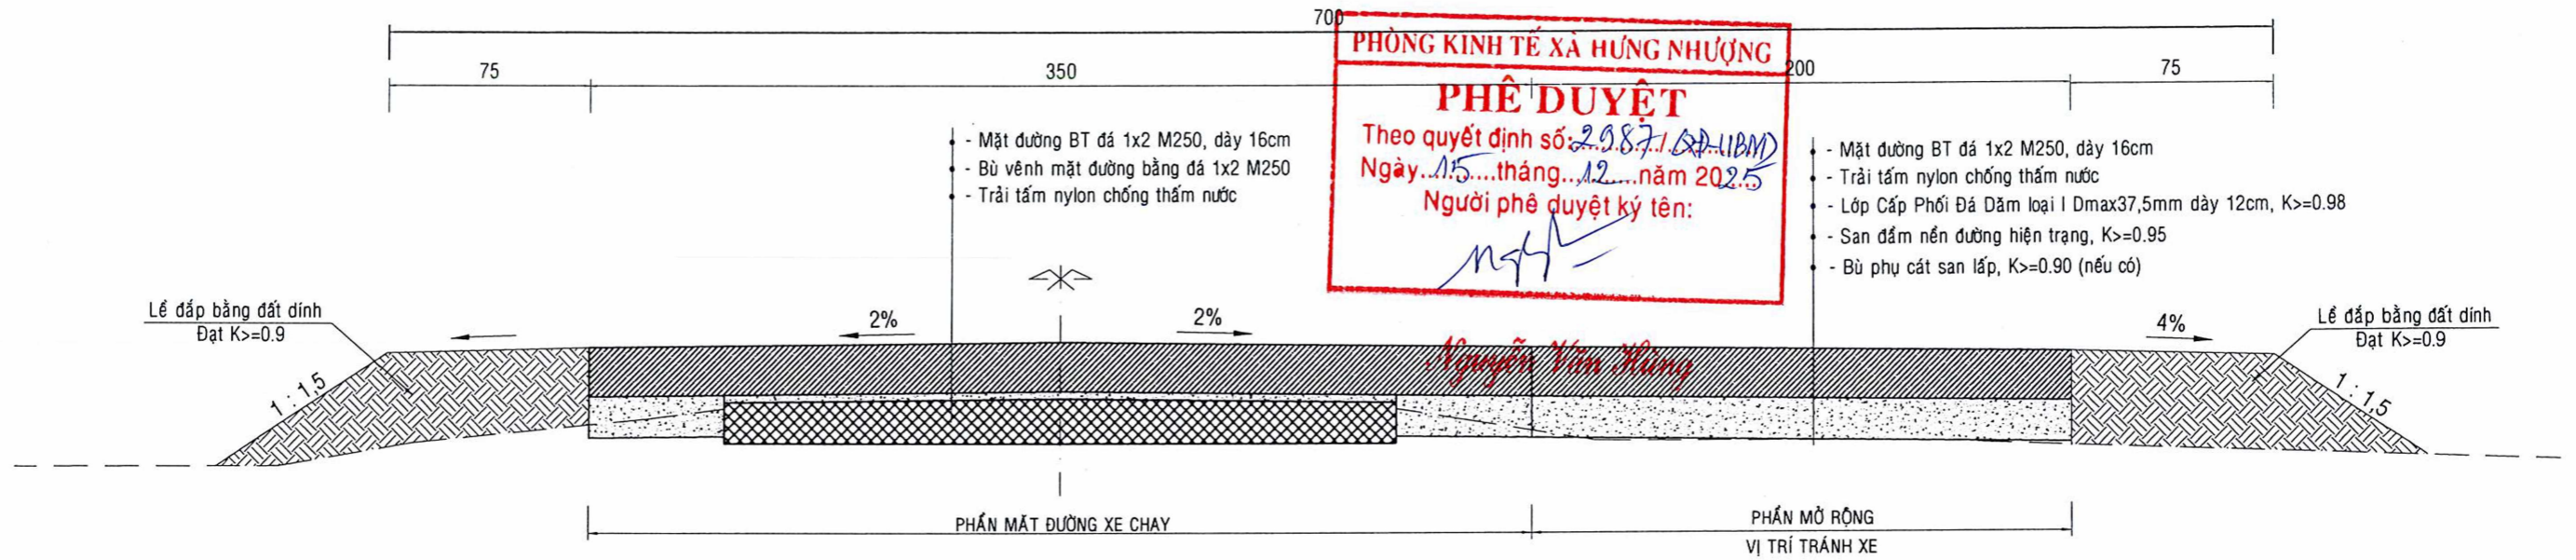 700
75
350
200
75
PHÒNG KINH TẾ XÃ HƯNG NHƯỢNG
PHÊ DUYỆT
Theo quyết định số: 2987/QĐ-UBND
Ngày 15 tháng 12 năm 2025
Người phê duyệt ký tên:
Nguyễn Văn Hùng
- Mặt đường BT đá 1x2 M250, dày 16cm
- Bù vênh mặt đường bằng đá 1x2 M250
- Trải tấm nylon chống thấm nước
- Mặt đường BT đá 1x2 M250, dày 16cm
- Trải tấm nylon chống thấm nước
- Lớp Cấp Phối Đá Dăm loại I Dmax37,5mm dày 12cm, K>=0.98
- San đầm nền đường hiện trạng, K>=0.95
- Bù phụ cát san lấp, K>=0.90 (nếu có)
Lề đắp bằng đất dính
Đạt K>=0.9
2%
2%
4%
Lề đắp bằng đất dính
Đạt K>=0.9
1 : 1,5
1 : 1,5
PHẦN MẶT ĐƯỜNG XE CHẠY
PHẦN MỞ RỘNG
VỊ TRÍ TRÁNH XE